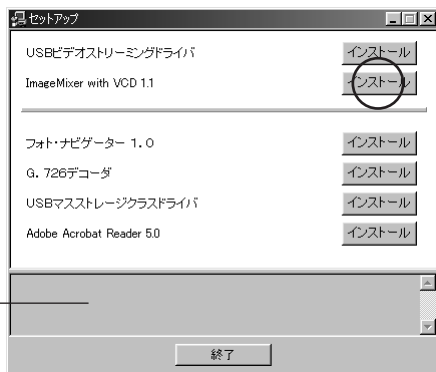 セットアップ
USBビデオストリーミングドライバ インストール
ImageMixer with VCD 1.1 インストール
フォト・ナビゲーター 1.0 インストール
G.726デコーダ インストール
USBマスストレージクラスドライバ インストール
Adobe Acrobat Reader 5.0 インストール
終了